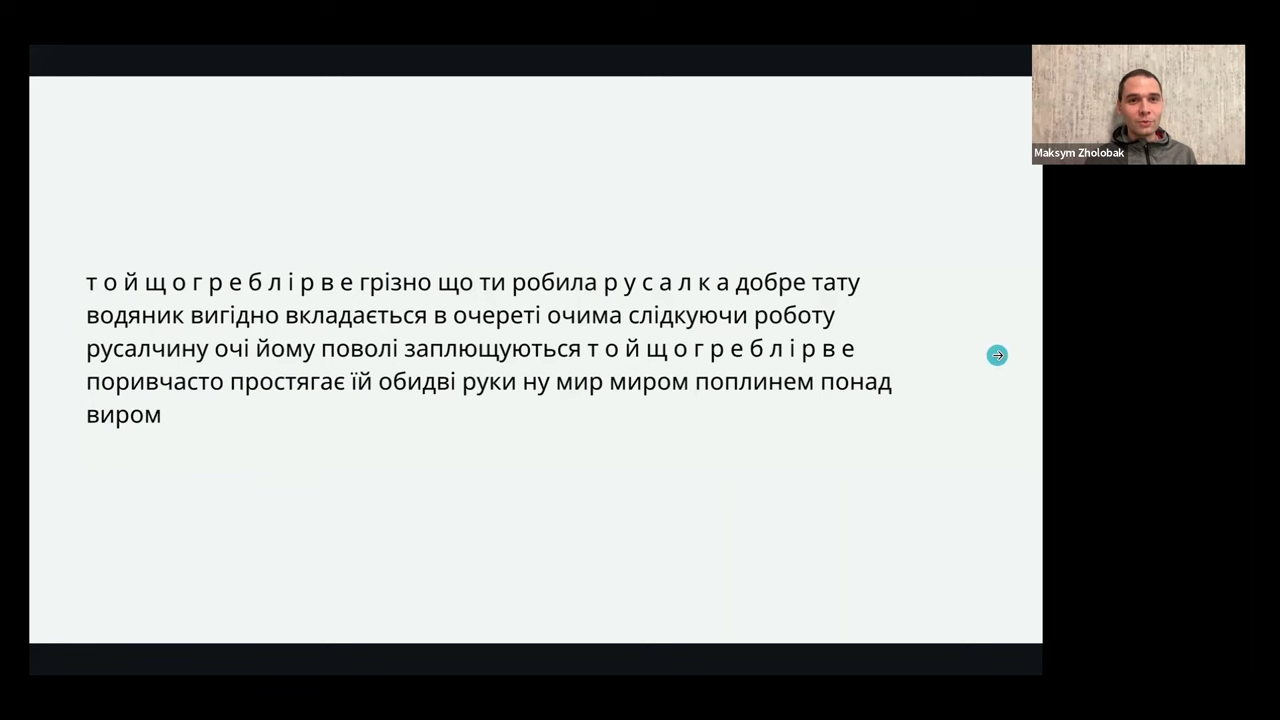 Maksym Zholobak
т о й щ о г р е б л і р в е грізно що ти робила р у с а л к а добре тату
водяник вигідно вкладається в очереті очима слідкуючи роботу
русалчину очі йому поволі заплющуються т о й щ о г р е б л і р в е
поривчасто простягає їй обидві руки ну мир миром поплинем понад
виром